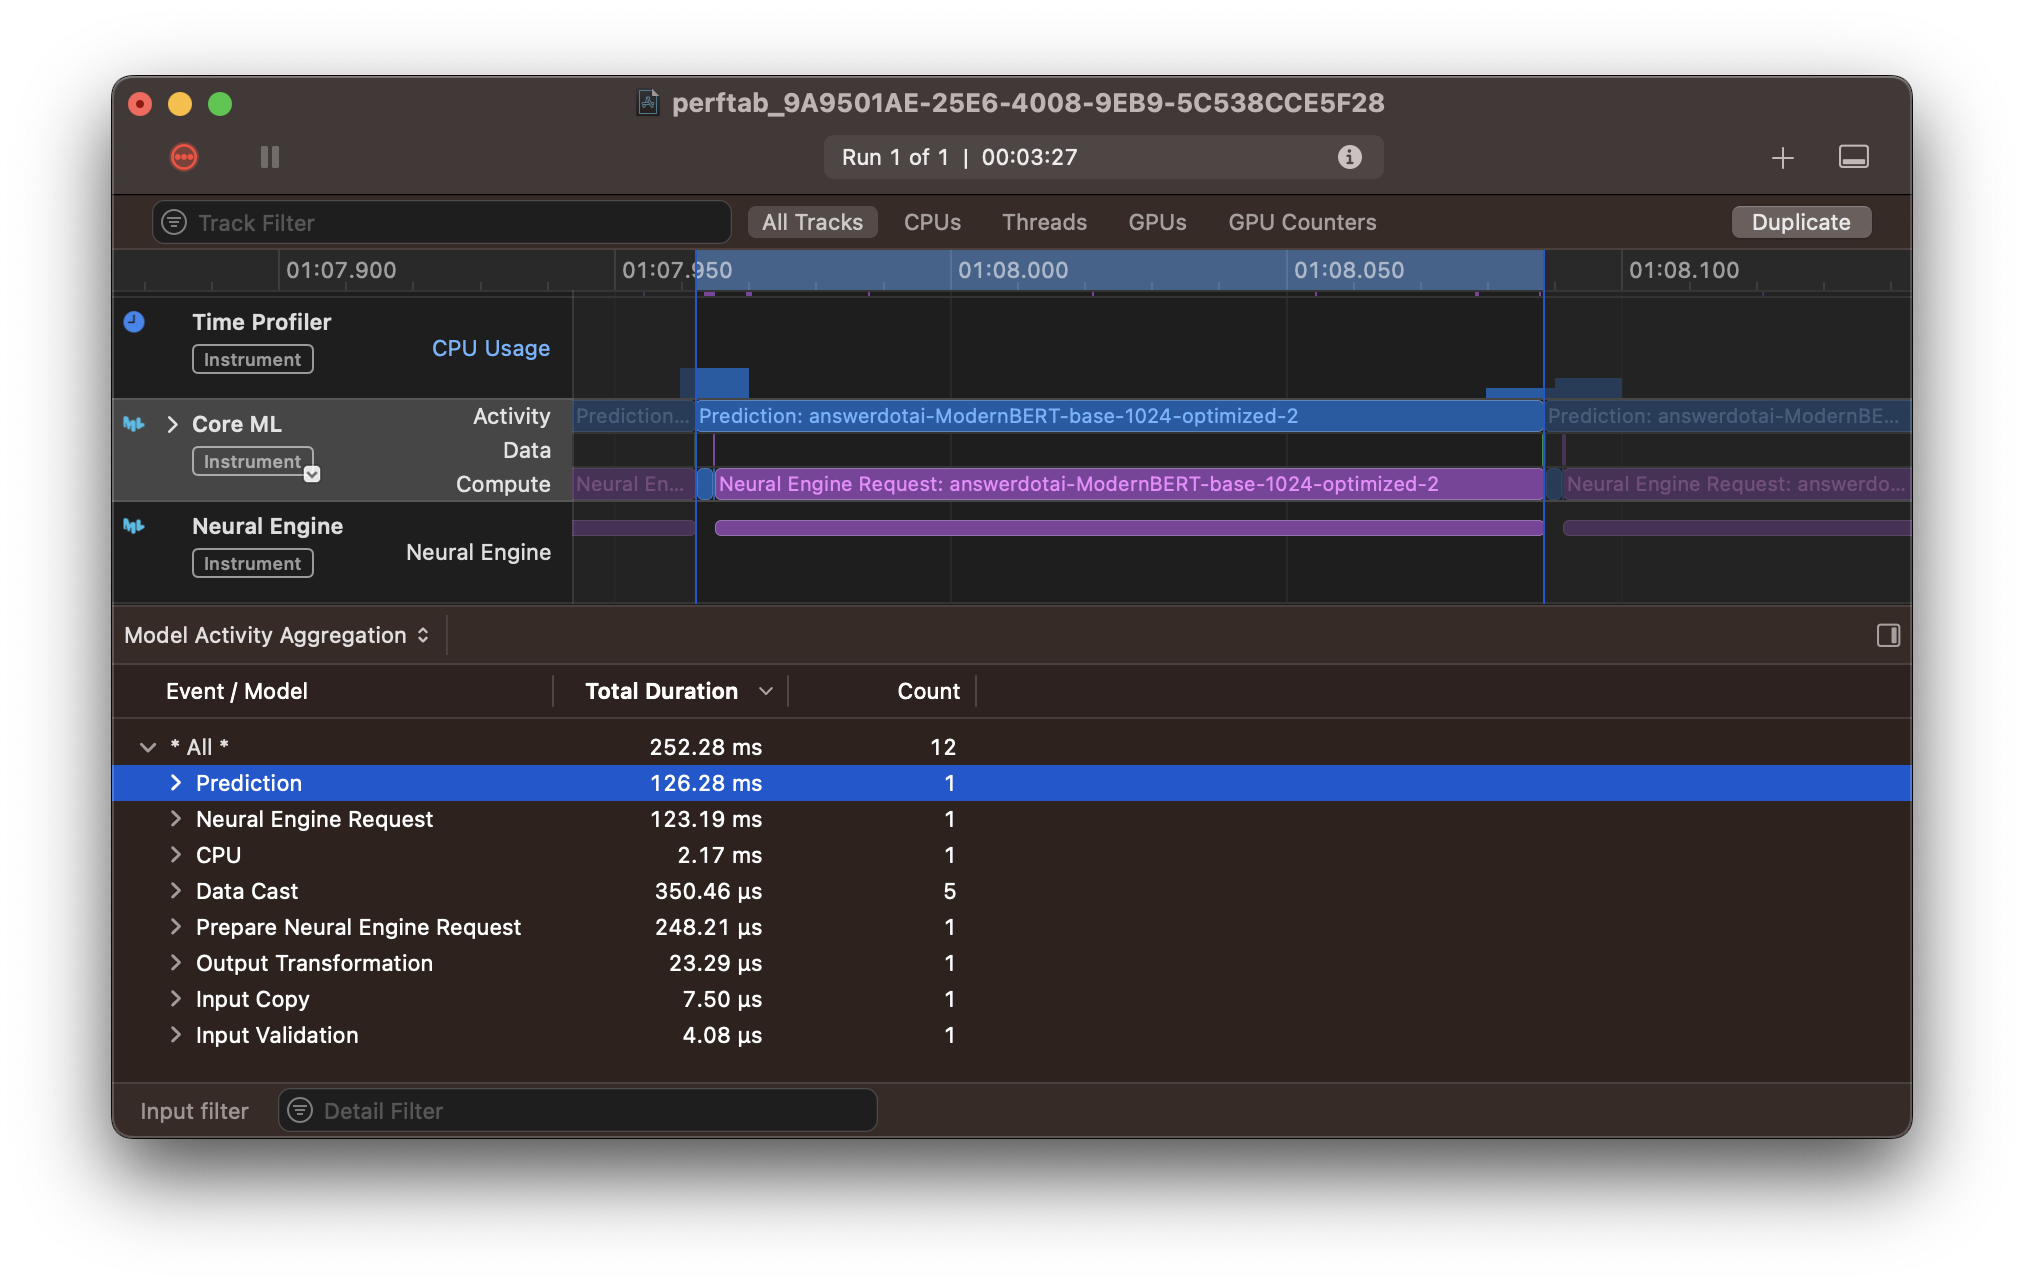 perftab_9A9501AE-25E6-4008-9EB9-5C538CCE5F28
Run 1 of 1 | 00:03:27
Track Filter
All Tracks
CPUs
Threads
GPUs
GPU Counters
Duplicate
01:07.900
01:07.950
01:08.000
01:08.050
01:08.100
Time Profiler
Instrument
CPU Usage
Core ML
Instrument
Activity
Data
Compute
Prediction...
Prediction: answerdotai-ModernBERT-base-1024-optimized-2
Prediction: answerdotai-ModernBE...
Neural En...
Neural Engine Request: answerdotai-ModernBERT-base-1024-optimized-2
Neural Engine Request: answerdo...
Neural Engine
Instrument
Neural Engine
Model Activity Aggregation
Event / Model Total Duration Count
* All * 252.28 ms 12
Prediction 126.28 ms 1
Neural Engine Request 123.19 ms 1
CPU 2.17 ms 1
Data Cast 350.46 µs 5
Prepare Neural Engine Request 248.21 µs 1
Output Transformation 23.29 µs 1
Input Copy 7.50 µs 1
Input Validation 4.08 µs 1
Input filter
Detail Filter